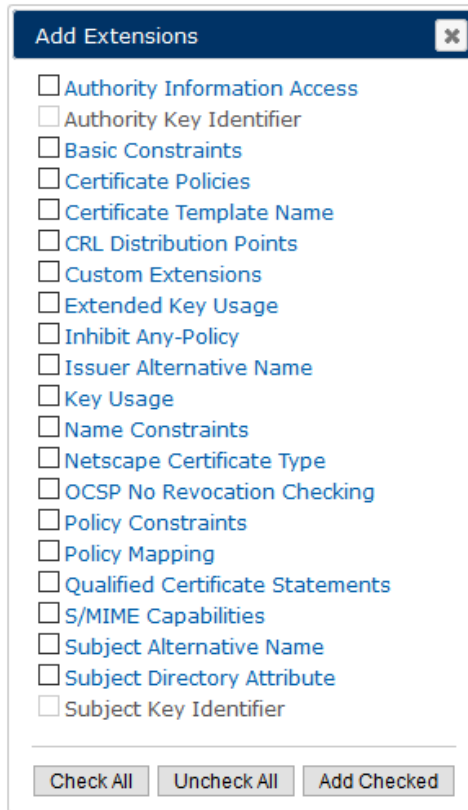 Add Extensions
Authority Information Access
Authority Key Identifier
Basic Constraints
Certificate Policies
Certificate Template Name
CRL Distribution Points
Custom Extensions
Extended Key Usage
Inhibit Any-Policy
Issuer Alternative Name
Key Usage
Name Constraints
Netscape Certificate Type
OCSP No Revocation Checking
Policy Constraints
Policy Mapping
Qualified Certificate Statements
S/MIME Capabilities
Subject Alternative Name
Subject Directory Attribute
Subject Key Identifier
Check All Uncheck All Add Checked